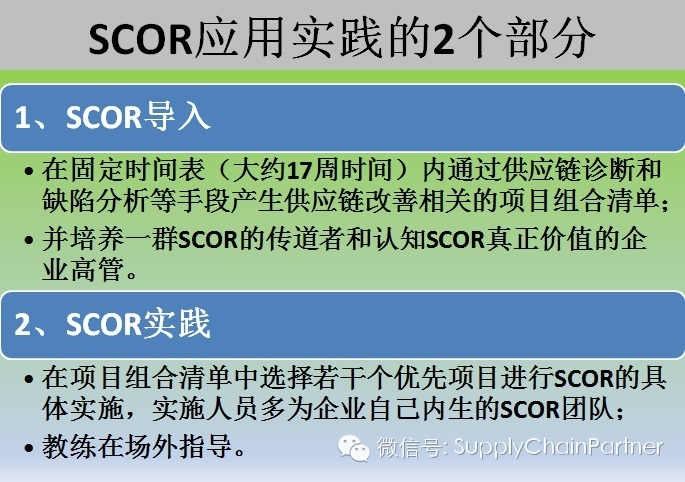 SCOR应用实践的2个部分
1、SCOR导入
• 在固定时间表（大约17周时间）内通过供应链诊断和
缺陷分析等手段产生供应链改善相关的项目组合清单；
• 并培养一群SCOR的传道者和认知SCOR真正价值的企
业高管。
2、SCOR实践
• 在项目组合清单中选择若干个优先项目进行SCOR的具
体实施，实施人员多为企业自己内生的SCOR团队；
• 教练在场外指导。
微信号: SupplyChainPartner